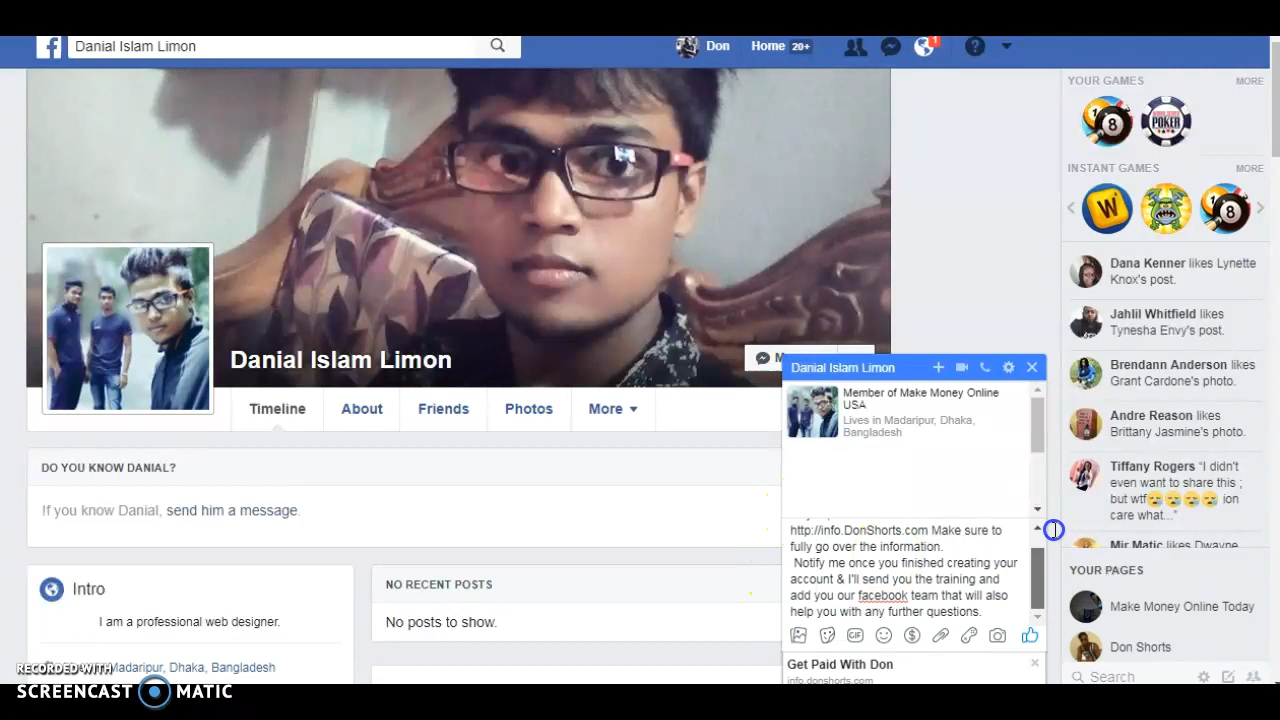 Danial Islam Limon
Don
Home 20+
1
YOUR GAMES
MORE
INSTANT GAMES
MORE
Dana Kenner likes Lynette
Knox's post.
Jahlil Whitfield likes
Tynesha Envy's post.
Brendann Anderson likes
Grant Cardone's photo.
Andre Reason likes
Brittany Jasmine's photo.
Tiffany Rogers “I didn't
even want to share this ;
but wtf😪😪😪😪 ion
care what...”
Mir Matic likes Dwayne
YOUR PAGES
Make Money Online Today
Don Shorts
Search
Danial Islam Limon
Timeline
About
Friends
Photos
More
DO YOU KNOW DANIAL?
If you know Danial, send him a message.
Intro
I am a professional web designer.
Madaripur, Dhaka, Bangladesh
NO RECENT POSTS
No posts to show.
Danial Islam Limon
Member of Make Money Online
USA
Lives in Madaripur, Dhaka,
Bangladesh
http://info.DonShorts.com Make sure to
fully go over the information.
Notify me once you finished creating your
account & I'll send you the training and
add you our facebook team that will also
help you with any further questions.
GIF
Get Paid With Don
info.donshorts.com
RECORDED WITH
SCREENCAST MATIC